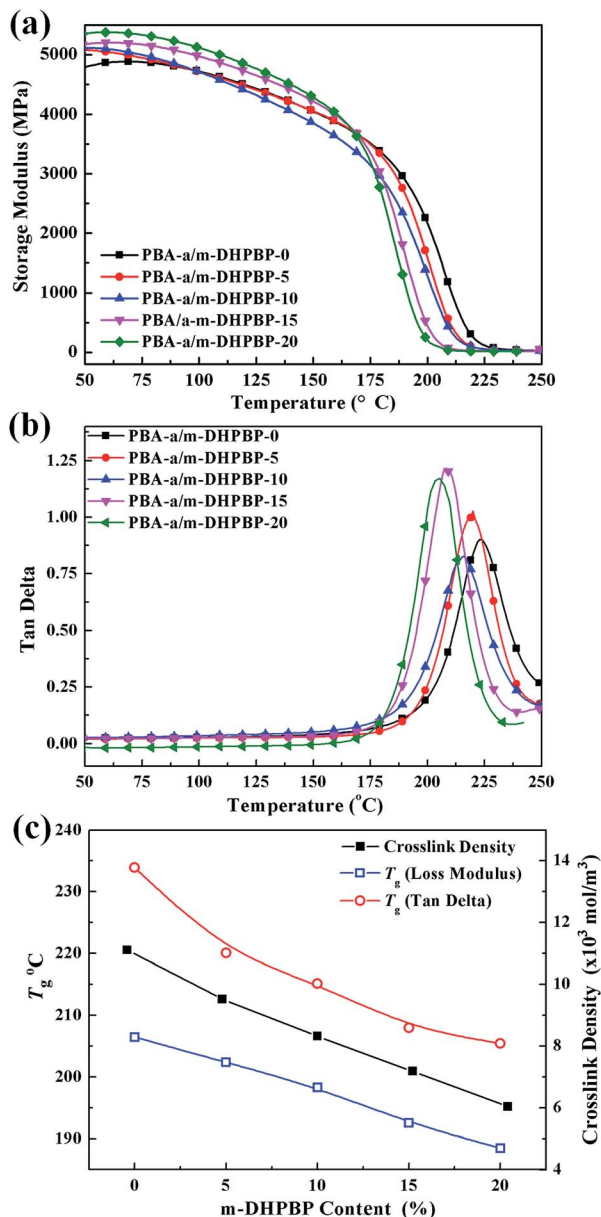 (a)
5000
4000
3000
2000
1000
0
Storage Modulus (MPa)
PBA-a/m-DHPBP-0
PBA-a/m-DHPBP-5
PBA-a/m-DHPBP-10
PBA/a-m-DHPBP-15
PBA-a/m-DHPBP-20
50 75 100 125 150 175 200 225 250
Temperature (° C)
(b)
PBA-a/m-DHPBP-0
PBA-a/m-DHPBP-5
PBA-a/m-DHPBP-10
PBA-a/m-DHPBP-15
PBA-a/m-DHPBP-20
1.25
1.00
0.75
0.50
0.25
0.00
Tan Delta
50 75 100 125 150 175 200 225 250
Temperature (°C)
(c)
240
230
220
210
200
190
Tg °C
Crosslink Density
Tg (Loss Modulus)
Tg (Tan Delta)
14
12
10
8
6
4
Crosslink Density (x10³ mol/m³)
0 5 10 15 20
m-DHPBP Content (%)